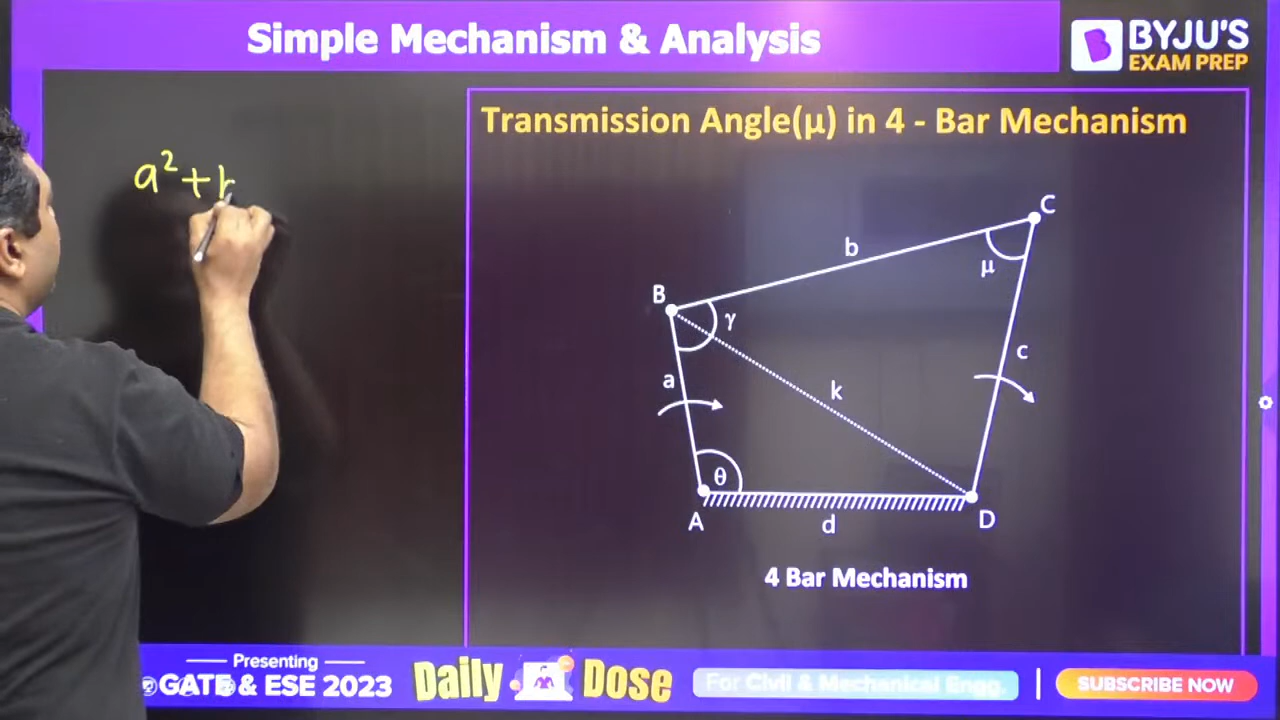 Simple Mechanism & Analysis
BYJU'S
EXAM PREP
Transmission Angle(μ) in 4 - Bar Mechanism
a² +
C
b
μ
B
γ
c
a
k
θ
A
d
D
4 Bar Mechanism
Presenting
GATE & ESE 2023
Daily Dose
For Civil & Mechanical Engg.
SUBSCRIBE NOW